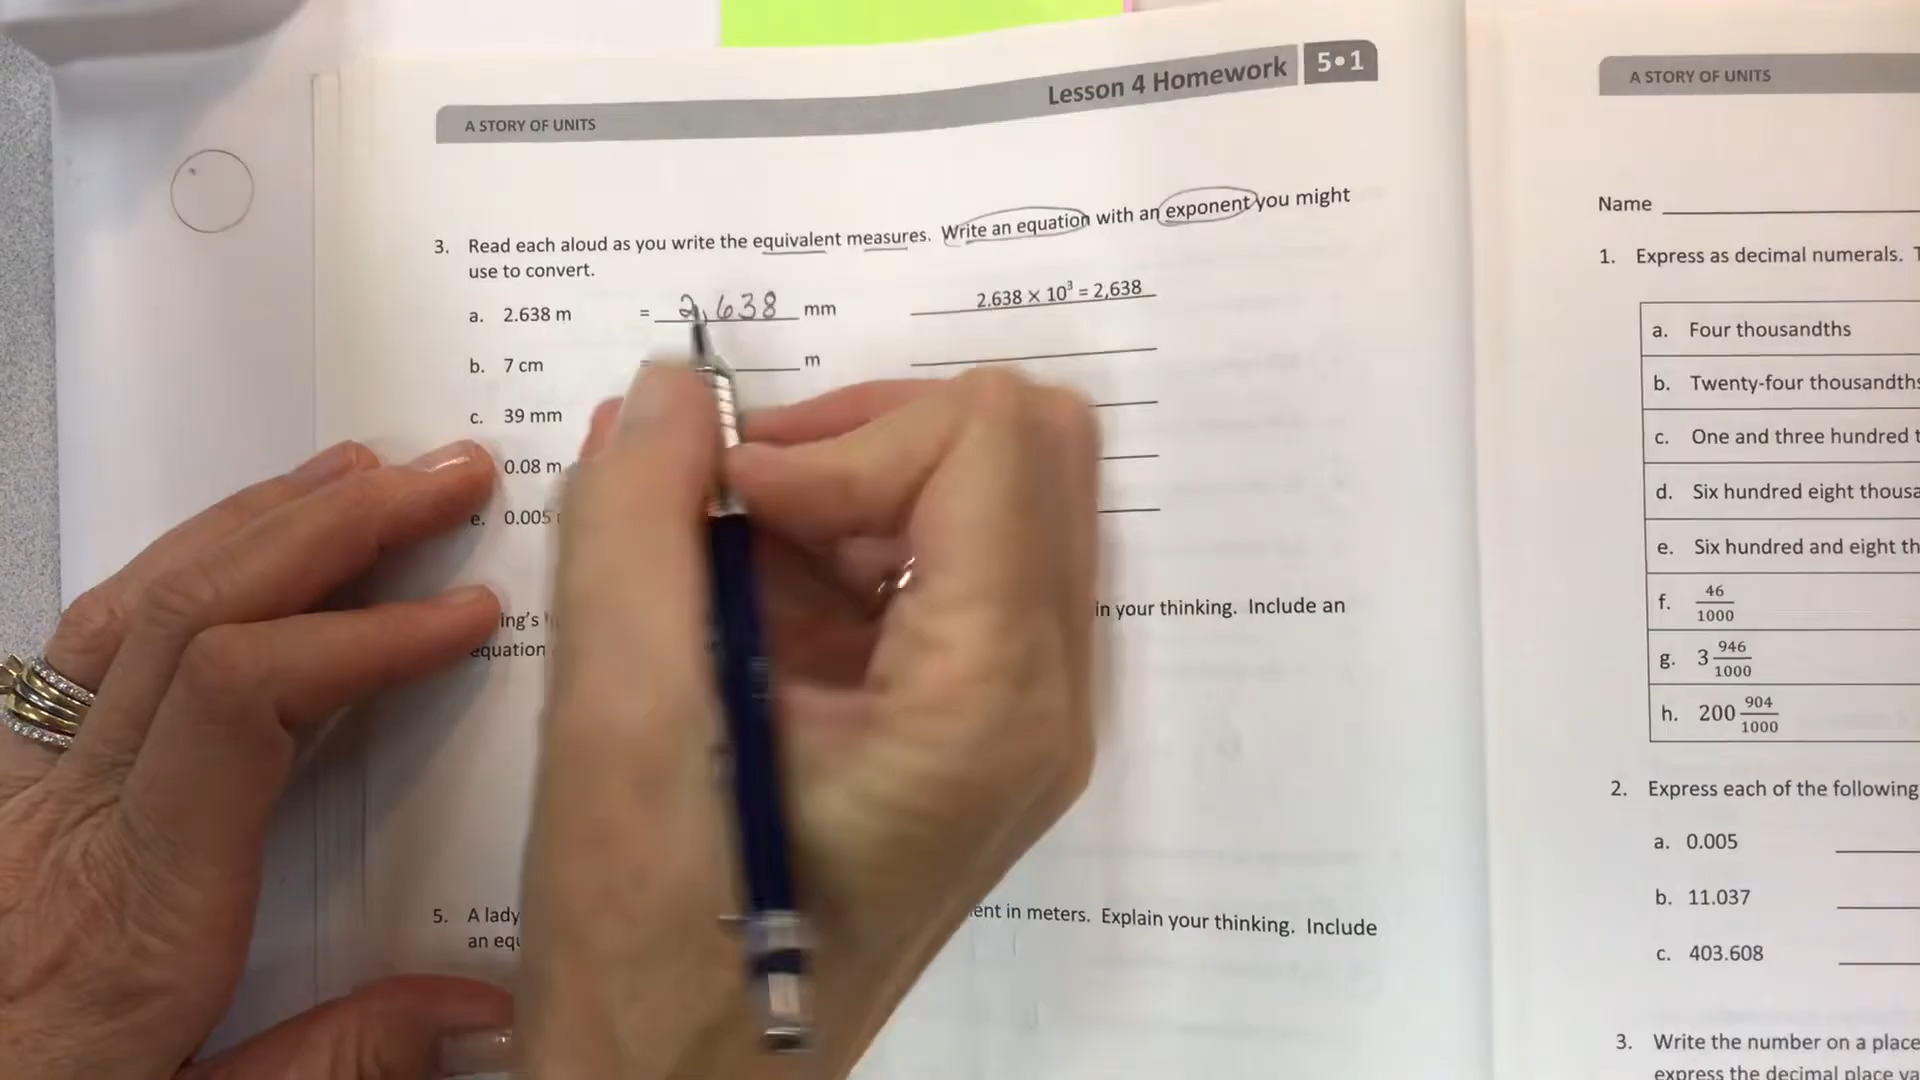 A STORY OF UNITS
Lesson 4 Homework 5•1
3. Read each aloud as you write the equivalent measures. Write an equation with an exponent you might
use to convert.
a. 2.638 m = 2,638 mm 2.638 × 10³ = 2,638
b. 7 cm = m
c. 39 mm
0.08 m
e. 0.005
ing's in your thinking. Include an
equation
5. A lady in meters. Explain your thinking. Include
an
A STORY OF UNITS
Name
1. Express as decimal numerals.
a. Four thousandths
b. Twenty-four thousandths
c. One and three hundred
d. Six hundred eight
e. Six hundred and eight
f. 46/1000
g. 3 946/1000
h. 200 904/1000
2. Express each of the following
a. 0.005
b. 11.037
c. 403.608
3. Write the number on a place
express the decimal place